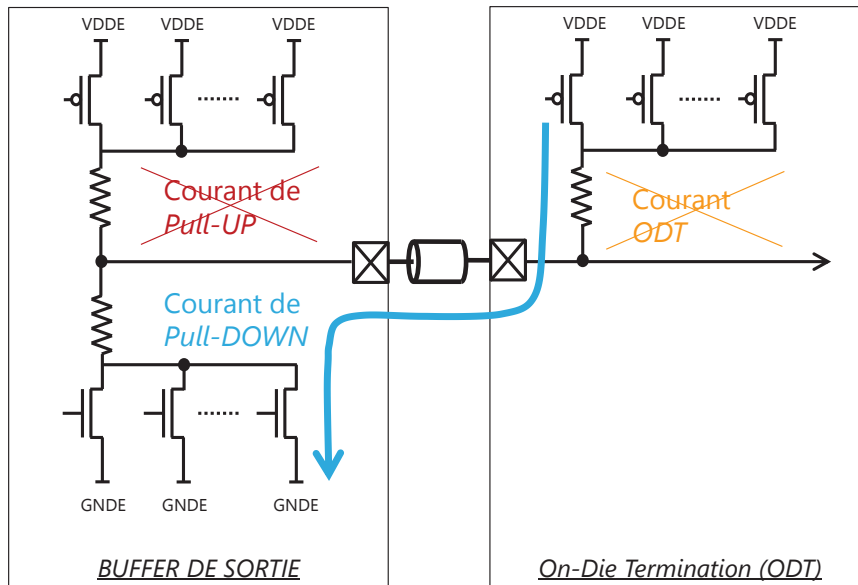 VDDE VDDE VDDE
VDDE VDDE VDDE
Courant de
Pull-UP
Courant
ODT
Courant de
Pull-DOWN
GNDE GNDE GNDE
BUFFER DE SORTIE
On-Die Termination (ODT)